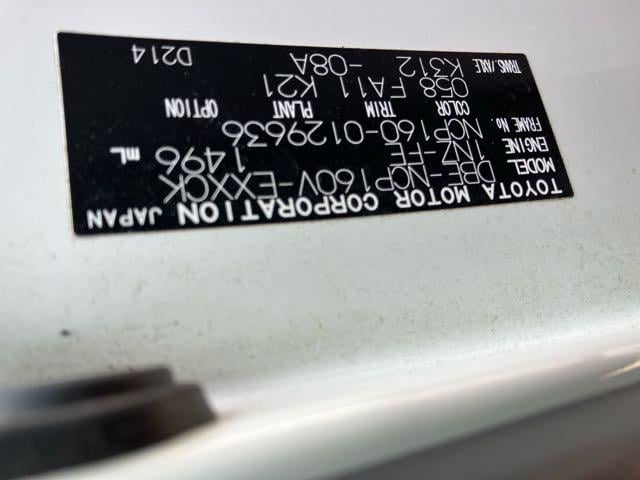 TOYOTA MOTOR CORPORATION JAPAN
MODEL DBE-NCP160V-EXXCK
ENGINE 1NZ-FE 1496 mL
FRAME No. NCP160-0129636
COLOR TRIM PLANT OPTION
058 FA11 K21
TRANS./AXLE K312 -08A
D214